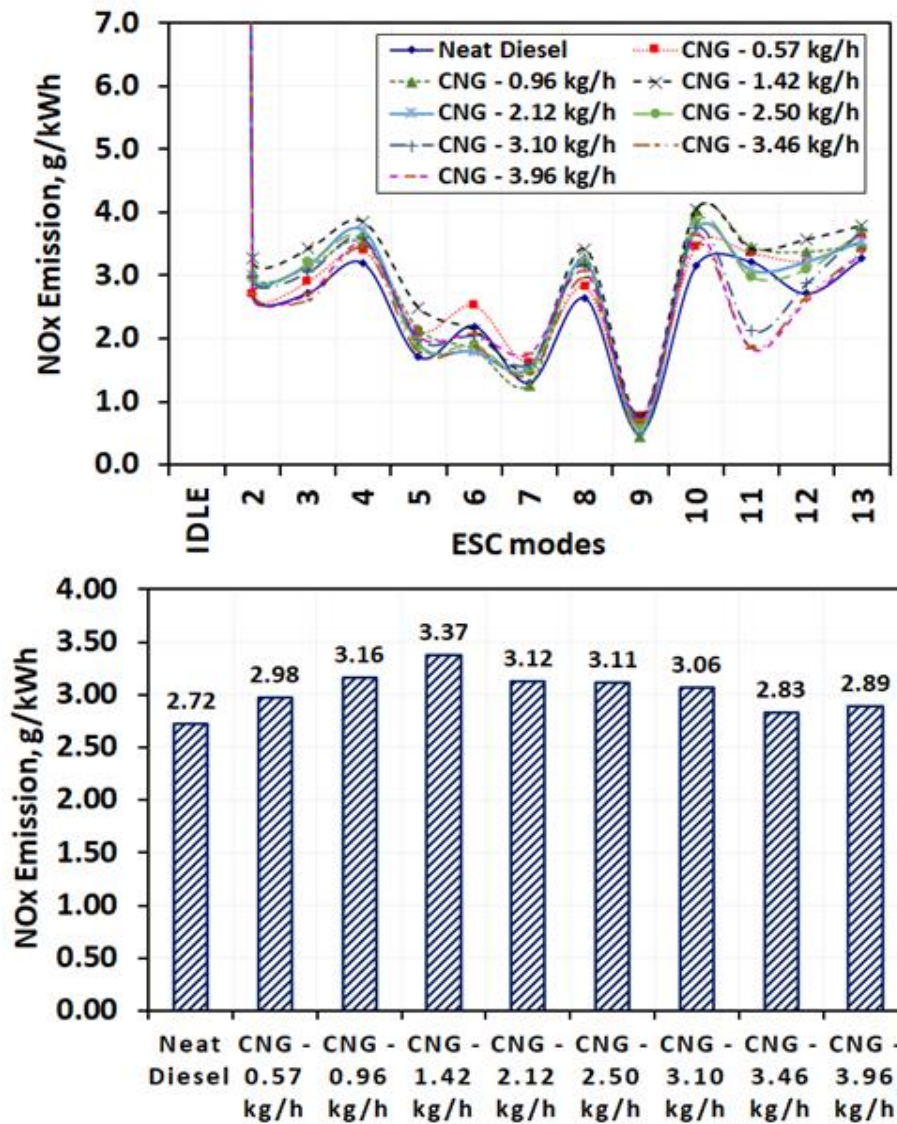 NOx Emission, g/kWh
7.0
6.0
5.0
4.0
3.0
2.0
1.0
0.0
Neat Diesel
CNG - 0.57 kg/h
CNG - 0.96 kg/h
CNG - 1.42 kg/h
CNG - 2.12 kg/h
CNG - 2.50 kg/h
CNG - 3.10 kg/h
CNG - 3.46 kg/h
CNG - 3.96 kg/h
IDLE 2 3 4 5 6 7 8 9 10 11 12 13
ESC modes
NOx Emission, g/kWh
4.00
3.50
3.00
2.50
2.00
1.50
1.00
0.50
0.00
2.72 2.98 3.16 3.37 3.12 3.11 3.06 2.83 2.89
Neat CNG - CNG - CNG - CNG - CNG - CNG - CNG - CNG -
Diesel 0.57 0.96 1.42 2.12 2.50 3.10 3.46 3.96
kg/h kg/h kg/h kg/h kg/h kg/h kg/h kg/h